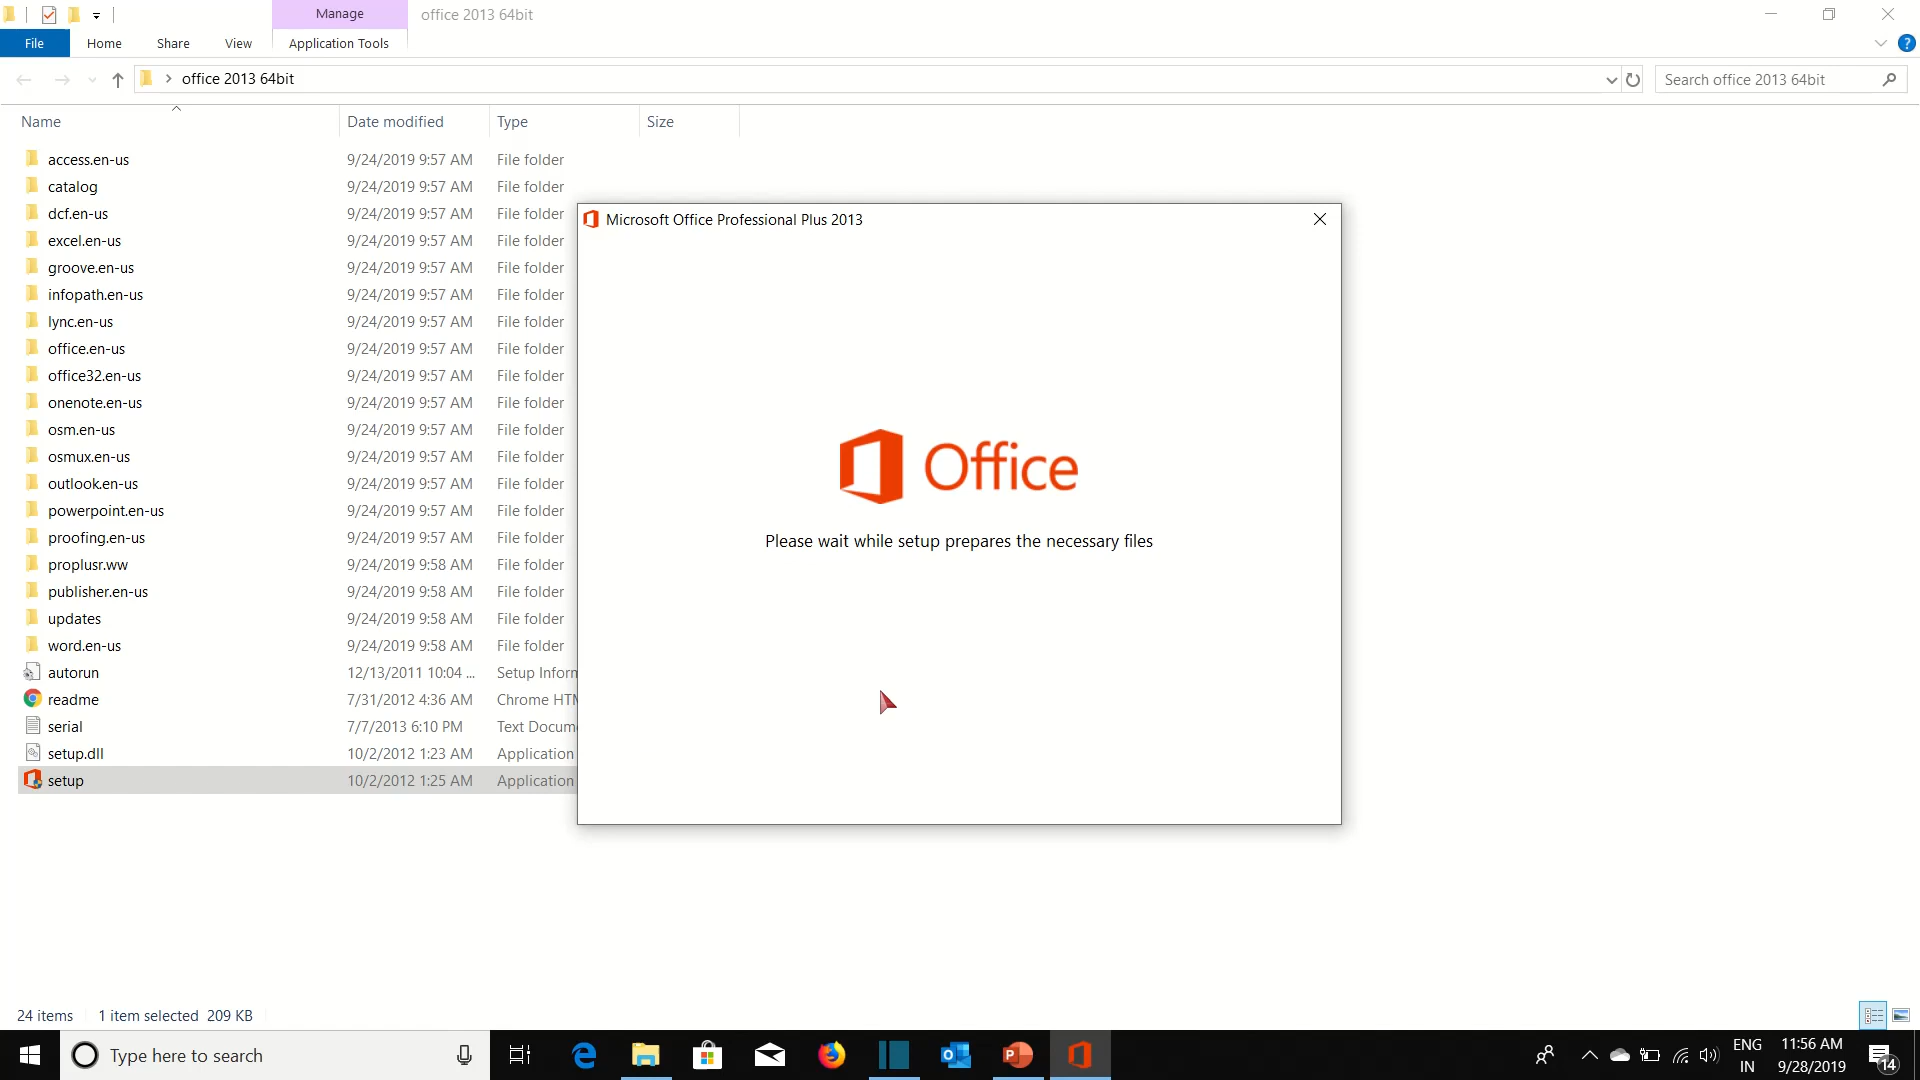 Manage
office 2013 64bit
File
Home
Share
View
Application Tools
?
office 2013 64bit
Search office 2013 64bit
Name
Date modified
Type
Size
access.en-us 9/24/2019 9:57 AM File folder
catalog 9/24/2019 9:57 AM File folder
dcf.en-us 9/24/2019 9:57 AM File folder
excel.en-us 9/24/2019 9:57 AM File folder
groove.en-us 9/24/2019 9:57 AM File folder
infopath.en-us 9/24/2019 9:57 AM File folder
lync.en-us 9/24/2019 9:57 AM File folder
office.en-us 9/24/2019 9:57 AM File folder
office32.en-us 9/24/2019 9:57 AM File folder
onenote.en-us 9/24/2019 9:57 AM File folder
osm.en-us 9/24/2019 9:57 AM File folder
osmux.en-us 9/24/2019 9:57 AM File folder
outlook.en-us 9/24/2019 9:57 AM File folder
powerpoint.en-us 9/24/2019 9:57 AM File folder
proofing.en-us 9/24/2019 9:57 AM File folder
proplusr.ww 9/24/2019 9:58 AM File folder
publisher.en-us 9/24/2019 9:58 AM File folder
updates 9/24/2019 9:58 AM File folder
word.en-us 9/24/2019 9:58 AM File folder
autorun 12/13/2011 10:04 ... Setup Inform
readme 7/31/2012 4:36 AM Chrome HTM
serial 7/7/2013 6:10 PM Text Docum
setup.dll 10/2/2012 1:23 AM Application
setup 10/2/2012 1:25 AM Application
Microsoft Office Professional Plus 2013
Office
Please wait while setup prepares the necessary files
24 items
1 item selected 209 KB
Type here to search
ENG
IN
11:56 AM
9/28/2019
14